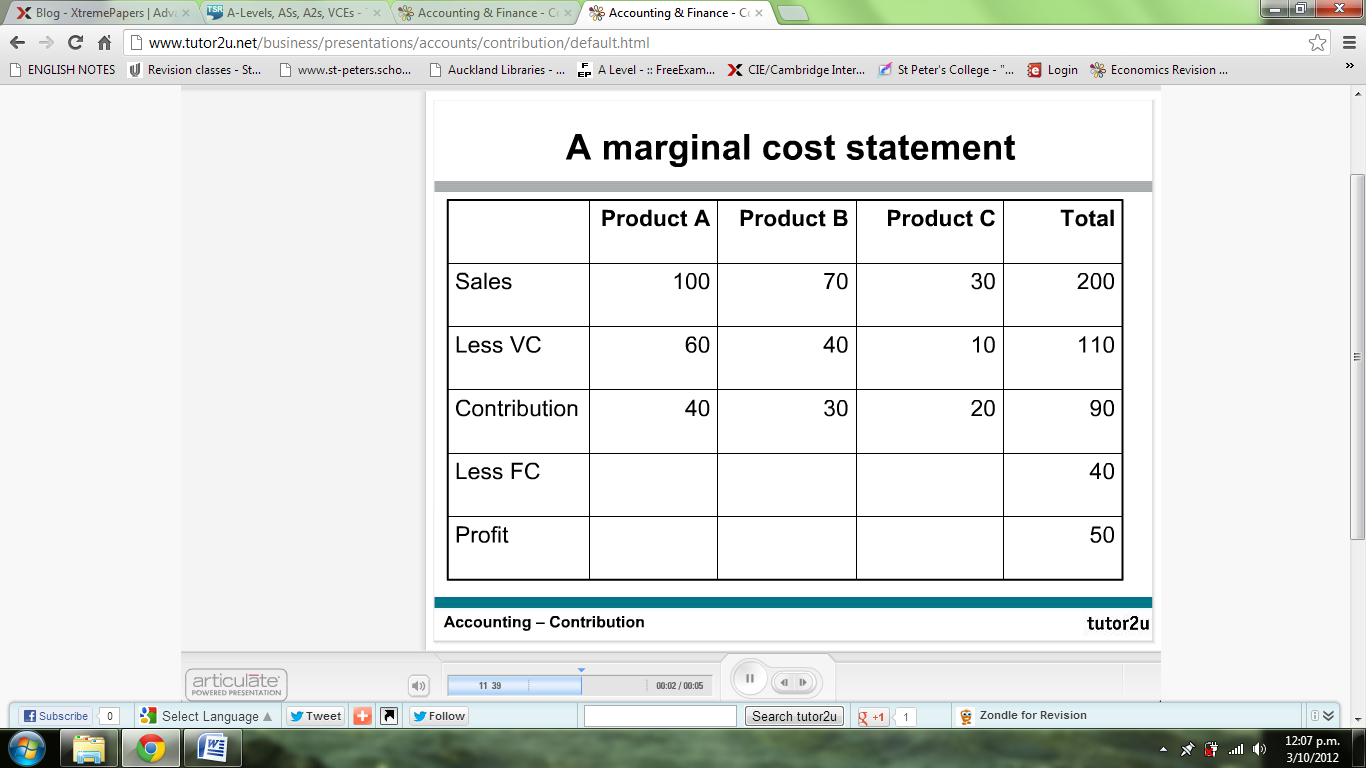 Blog - XtremePapers | Adva
A-Levels, ASs, A2s, VCEs -
Accounting & Finance - Co
Accounting & Finance - Co
www.tutor2u.net/business/presentations/accounts/contribution/default.html
ENGLISH NOTES Revision classes - St... www.st-peters.scho... Auckland Libraries - ... A Level - :: FreeExam... CIE/Cambridge Inter... St Peter's College - "... Login Economics Revision ... »
A marginal cost statement
Product A Product B Product C Total
Sales 100 70 30 200
Less VC 60 40 10 110
Contribution 40 30 20 90
Less FC 40
Profit 50
Accounting – Contribution tutor2u
articulate
POWERED PRESENTATION
11 39 00:02 / 00:05
Subscribe 0 Select Language Tweet Follow Search tutor2u +1 1 Zondle for Revision
12:07 p.m.
3/10/2012